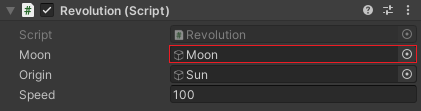 Revolution (Script)
Script Revolution
Moon Moon
Origin Sun
Speed 100